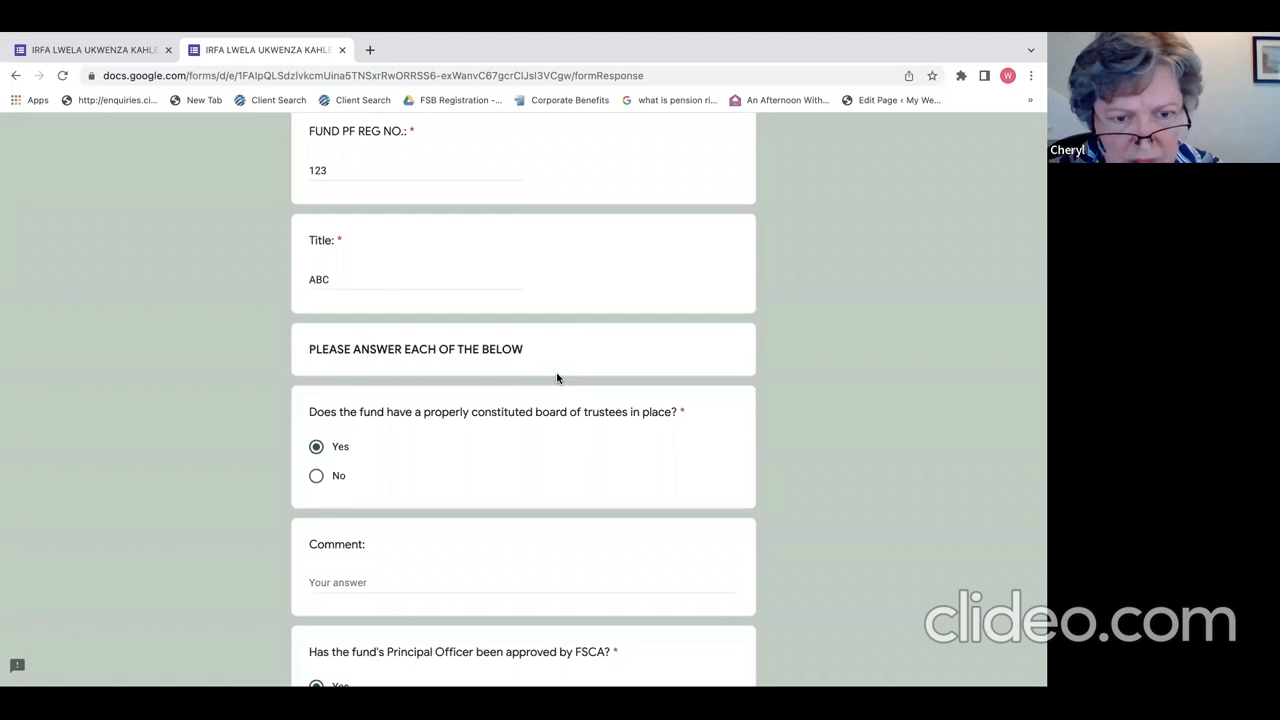 IRFA LWELA UKWENZA KAHLE
IRFA LWELA UKWENZA KAHLE
docs.google.com/forms/d/e/1FAIpQLSdzlvkcmUina5TNSxrRwORRSS6-exWanvC67gcrClJsI3VCgw/formResponse
W
Apps
http://enquiries.ci...
New Tab
Client Search
Client Search
FSB Registration -...
Corporate Benefits
what is pension ri...
An Afternoon With...
Edit Page ‹ My We...
»
Cheryl
FUND PF REG NO.: *
123
Title: *
ABC
PLEASE ANSWER EACH OF THE BELOW
Does the fund have a properly constituted board of trustees in place? *
Yes
No
Comment:
Your answer
clideo.com
Has the fund's Principal Officer been approved by FSCA? *
Yes